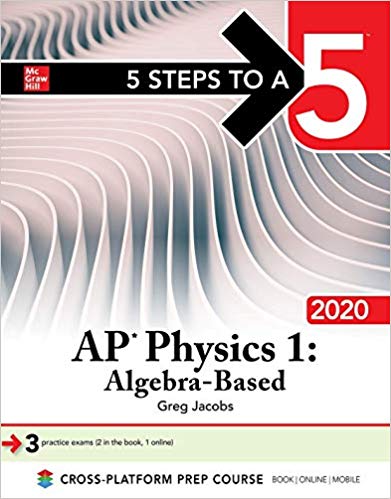 Mc
Graw
Hill
5 STEPS TO A
5™
2020
AP* Physics 1:
Algebra-Based
Greg Jacobs
3 practice exams (2 in the book, 1 online)
CROSS-PLATFORM PREP COURSE BOOK | ONLINE | MOBILE